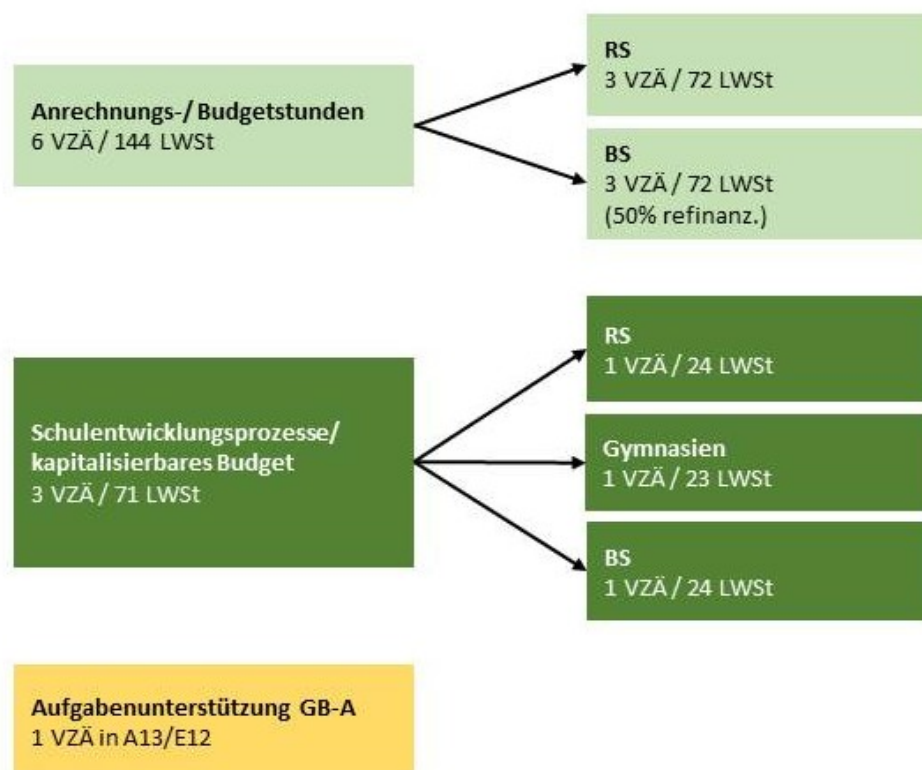 Anrechnungs-/ Budgetstunden
6 VZÄ / 144 LWSt
RS
3 VZÄ / 72 LWSt
BS
3 VZÄ / 72 LWSt
(50% refinanz.)
Schulentwicklungsprozesse/
kapitalisierbares Budget
3 VZÄ / 71 LWSt
RS
1 VZÄ / 24 LWSt
Gymnasien
1 VZÄ / 23 LWSt
BS
1 VZÄ / 24 LWSt
Aufgabenunterstützung GB-A
1 VZÄ in A13/E12